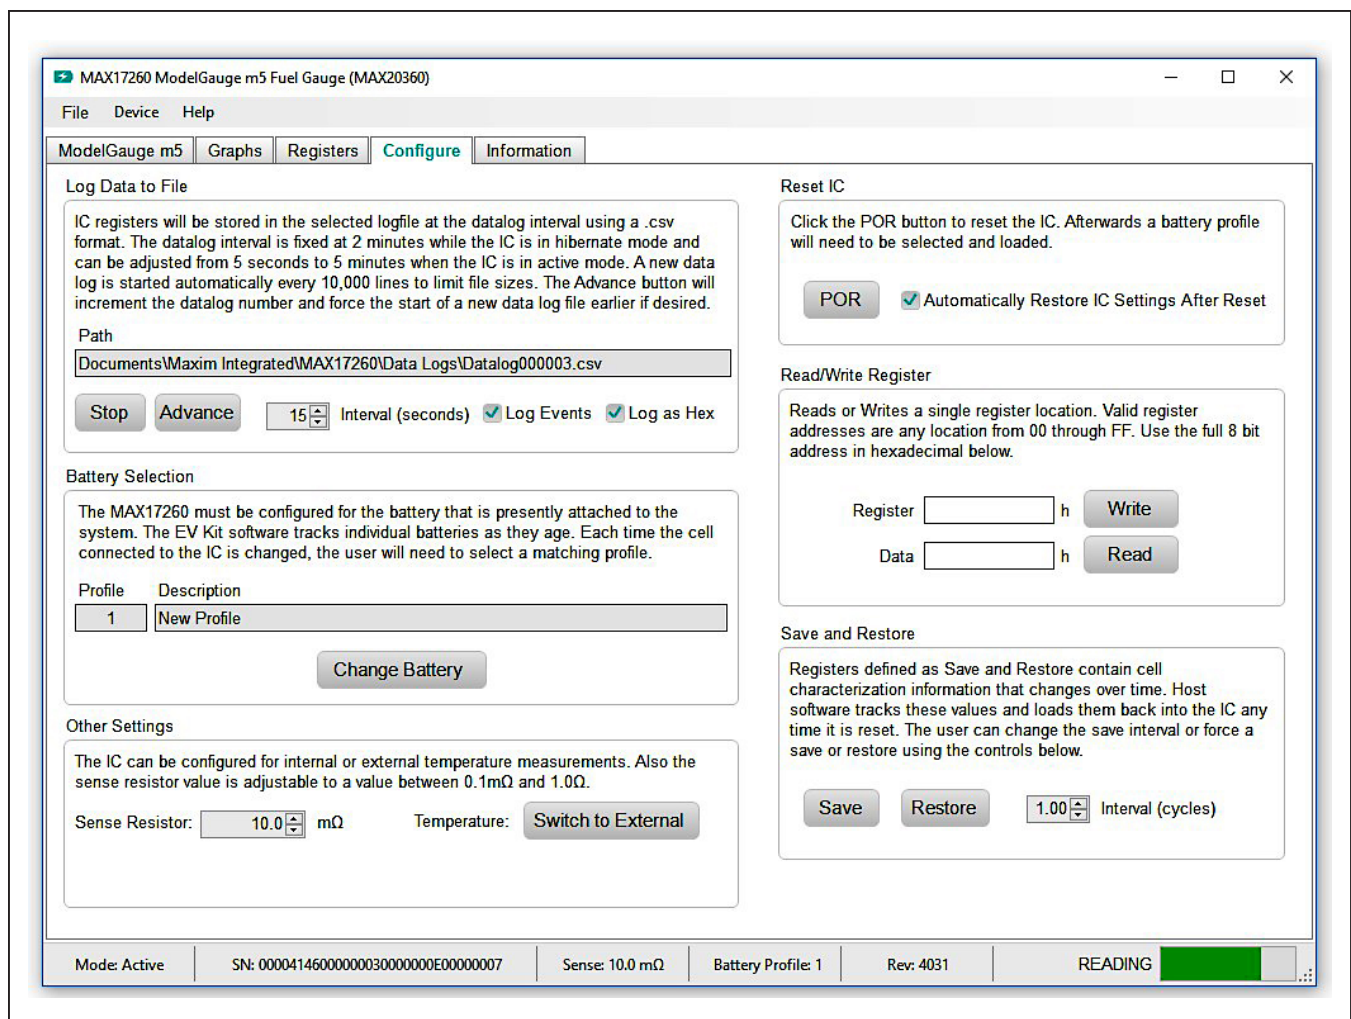 MAX17260 ModelGauge m5 Fuel Gauge (MAX20360)
File Device Help
ModelGauge m5 Graphs Registers Configure Information
Log Data to File
IC registers will be stored in the selected logfile at the datalog interval using a .csv
format. The datalog interval is fixed at 2 minutes while the IC is in hibernate mode and
can be adjusted from 5 seconds to 5 minutes when the IC is in active mode. A new data
log is started automatically every 10,000 lines to limit file sizes. The Advance button will
increment the datalog number and force the start of a new data log file earlier if desired.
Path
Documents\Maxim Integrated\MAX17260\Data Logs\Datalog000003.csv
Stop Advance 15 Interval (seconds) Log Events Log as Hex
Battery Selection
The MAX17260 must be configured for the battery that is presently attached to the
system. The EV Kit software tracks individual batteries as they age. Each time the cell
connected to the IC is changed, the user will need to select a matching profile.
Profile Description
1 New Profile
Change Battery
Other Settings
The IC can be configured for internal or external temperature measurements. Also the
sense resistor value is adjustable to a value between 0.1mΩ and 1.0Ω.
Sense Resistor: 10.0 mΩ Temperature: Switch to External
Reset IC
Click the POR button to reset the IC. Afterwards a battery profile
will need to be selected and loaded.
POR Automatically Restore IC Settings After Reset
Read/Write Register
Reads or Writes a single register location. Valid register
addresses are any location from 00 through FF. Use the full 8 bit
address in hexadecimal below.
Register h Write
Data h Read
Save and Restore
Registers defined as Save and Restore contain cell
characterization information that changes over time. Host
software tracks these values and loads them back into the IC any
time it is reset. The user can change the save interval or force a
save or restore using the controls below.
Save Restore 1.00 Interval (cycles)
Mode: Active SN: 00004146000000030000000E00000007 Sense: 10.0 mΩ Battery Profile: 1 Rev: 4031 READING